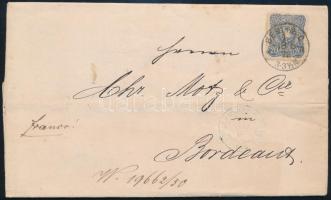 Herren
Chr. Motz & Cie
in
Franco!
Bordeaux.
N. 19662/50